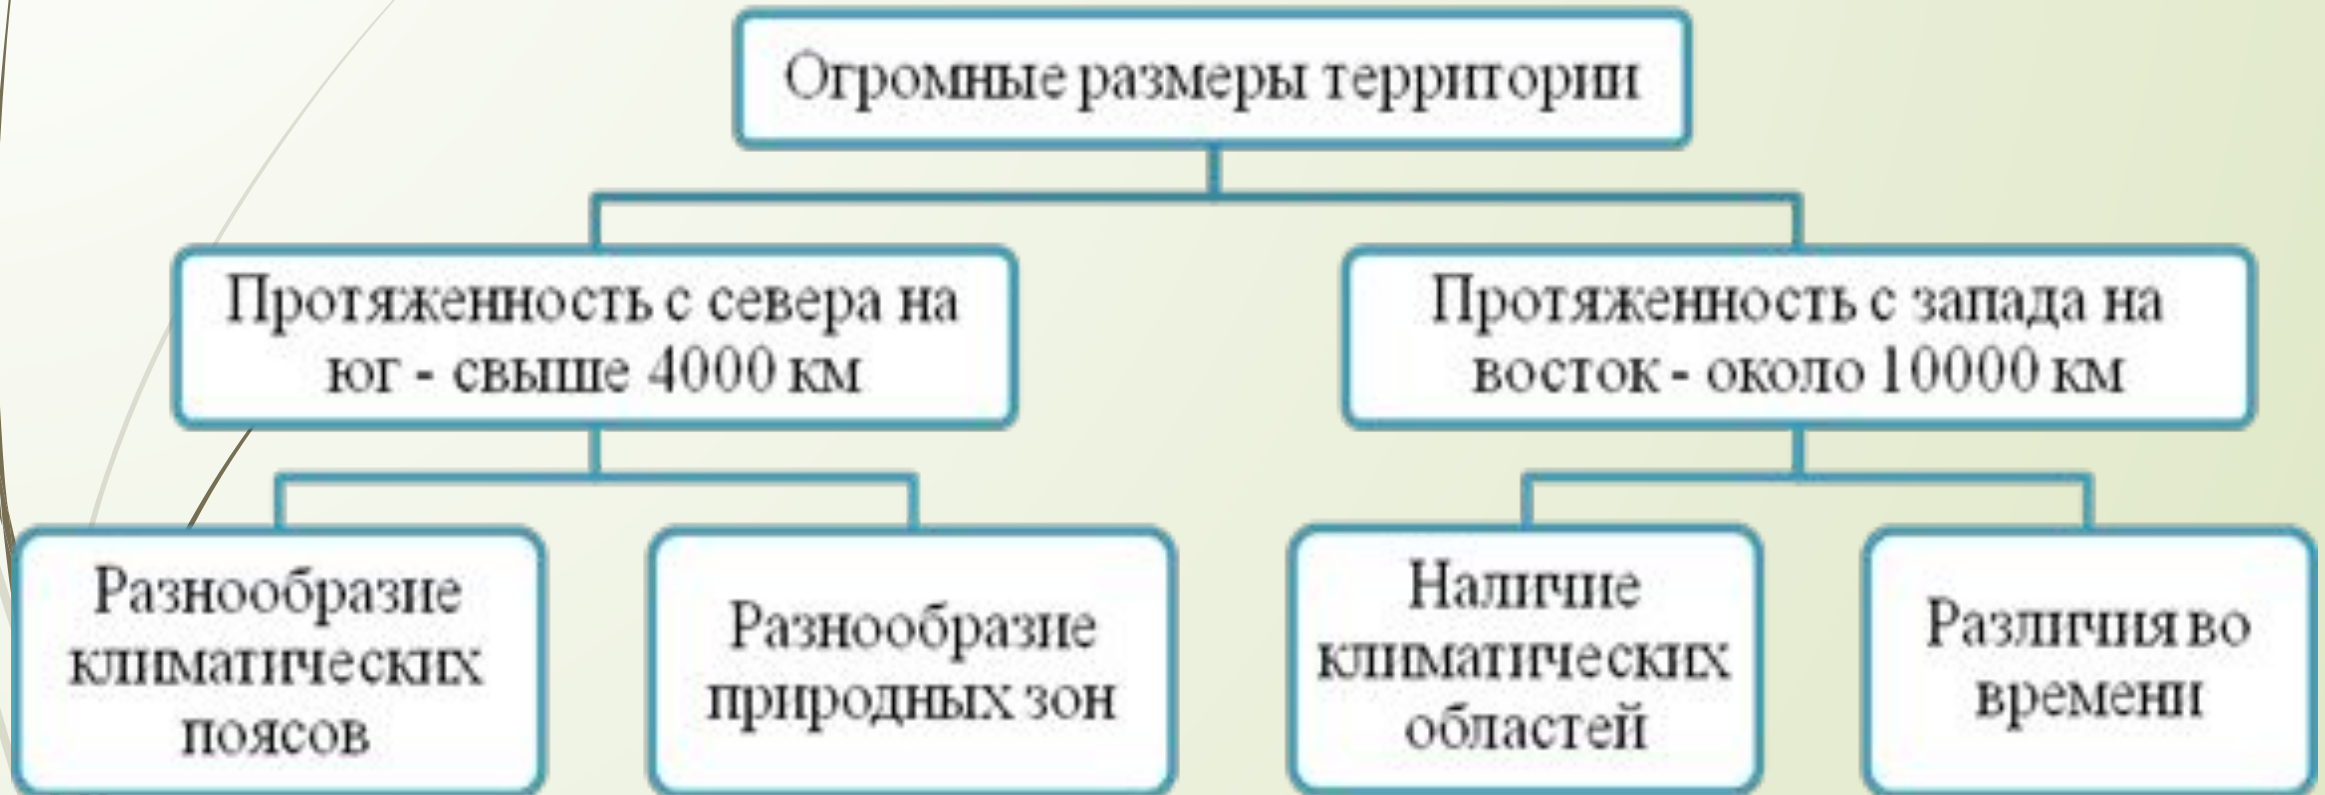 Огромные размеры территории
Протяженность с севера на
юг - свыше 4000 км
Протяженность с запада на
восток - около 10000 км
Разнообразие
климатических
поясов
Разнообразие
природных зон
Наличие
климатических
областей
Различия во
времени